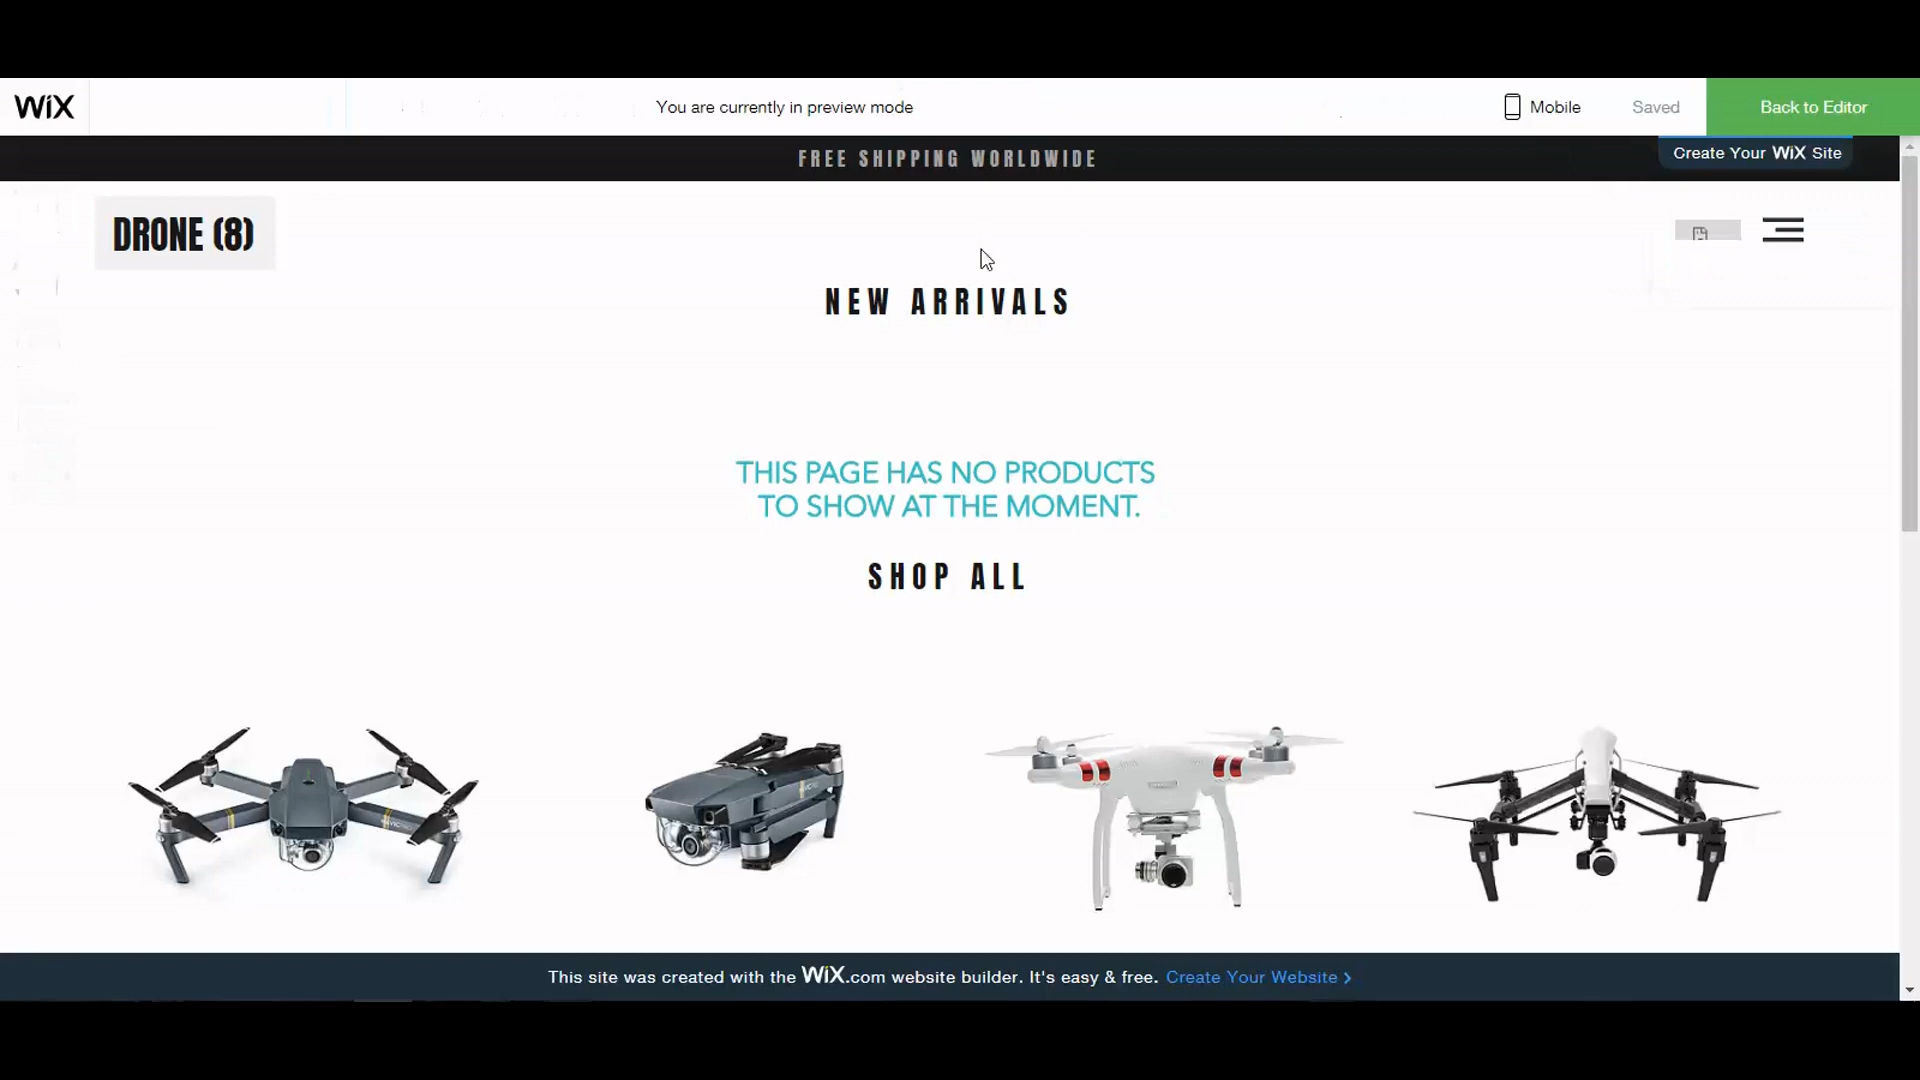 WiX
You are currently in preview mode
Mobile
Saved
Back to Editor
FREE SHIPPING WORLDWIDE
Create Your WiX Site
DRONE (8)
NEW ARRIVALS
THIS PAGE HAS NO PRODUCTS
TO SHOW AT THE MOMENT.
SHOP ALL
This site was created with the WiX.com website builder. It's easy & free. Create Your Website >